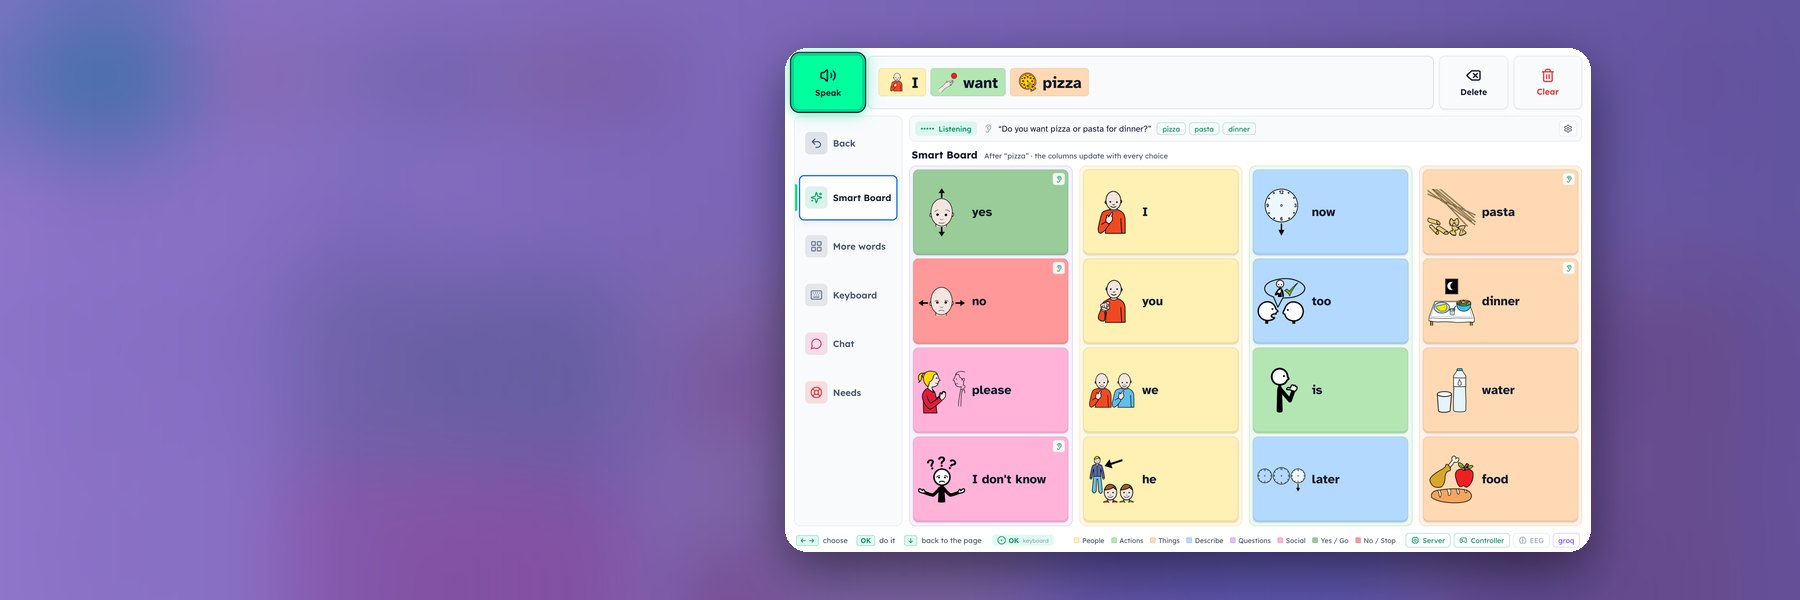 Speak
I want pizza
Delete
Clear
Back
Smart Board
More words
Keyboard
Chat
Needs
Listening "Do you want pizza or pasta for dinner?" pizza pasta dinner
Smart Board After "pizza" · the columns update with every choice
yes I now pasta
no you too dinner
please we is water
I don't know he later food
← → choose OK do it ↓ back to the page OK keyboard People Actions Things Describe Questions Social Yes / Go No / Stop Server Controller EEG groq